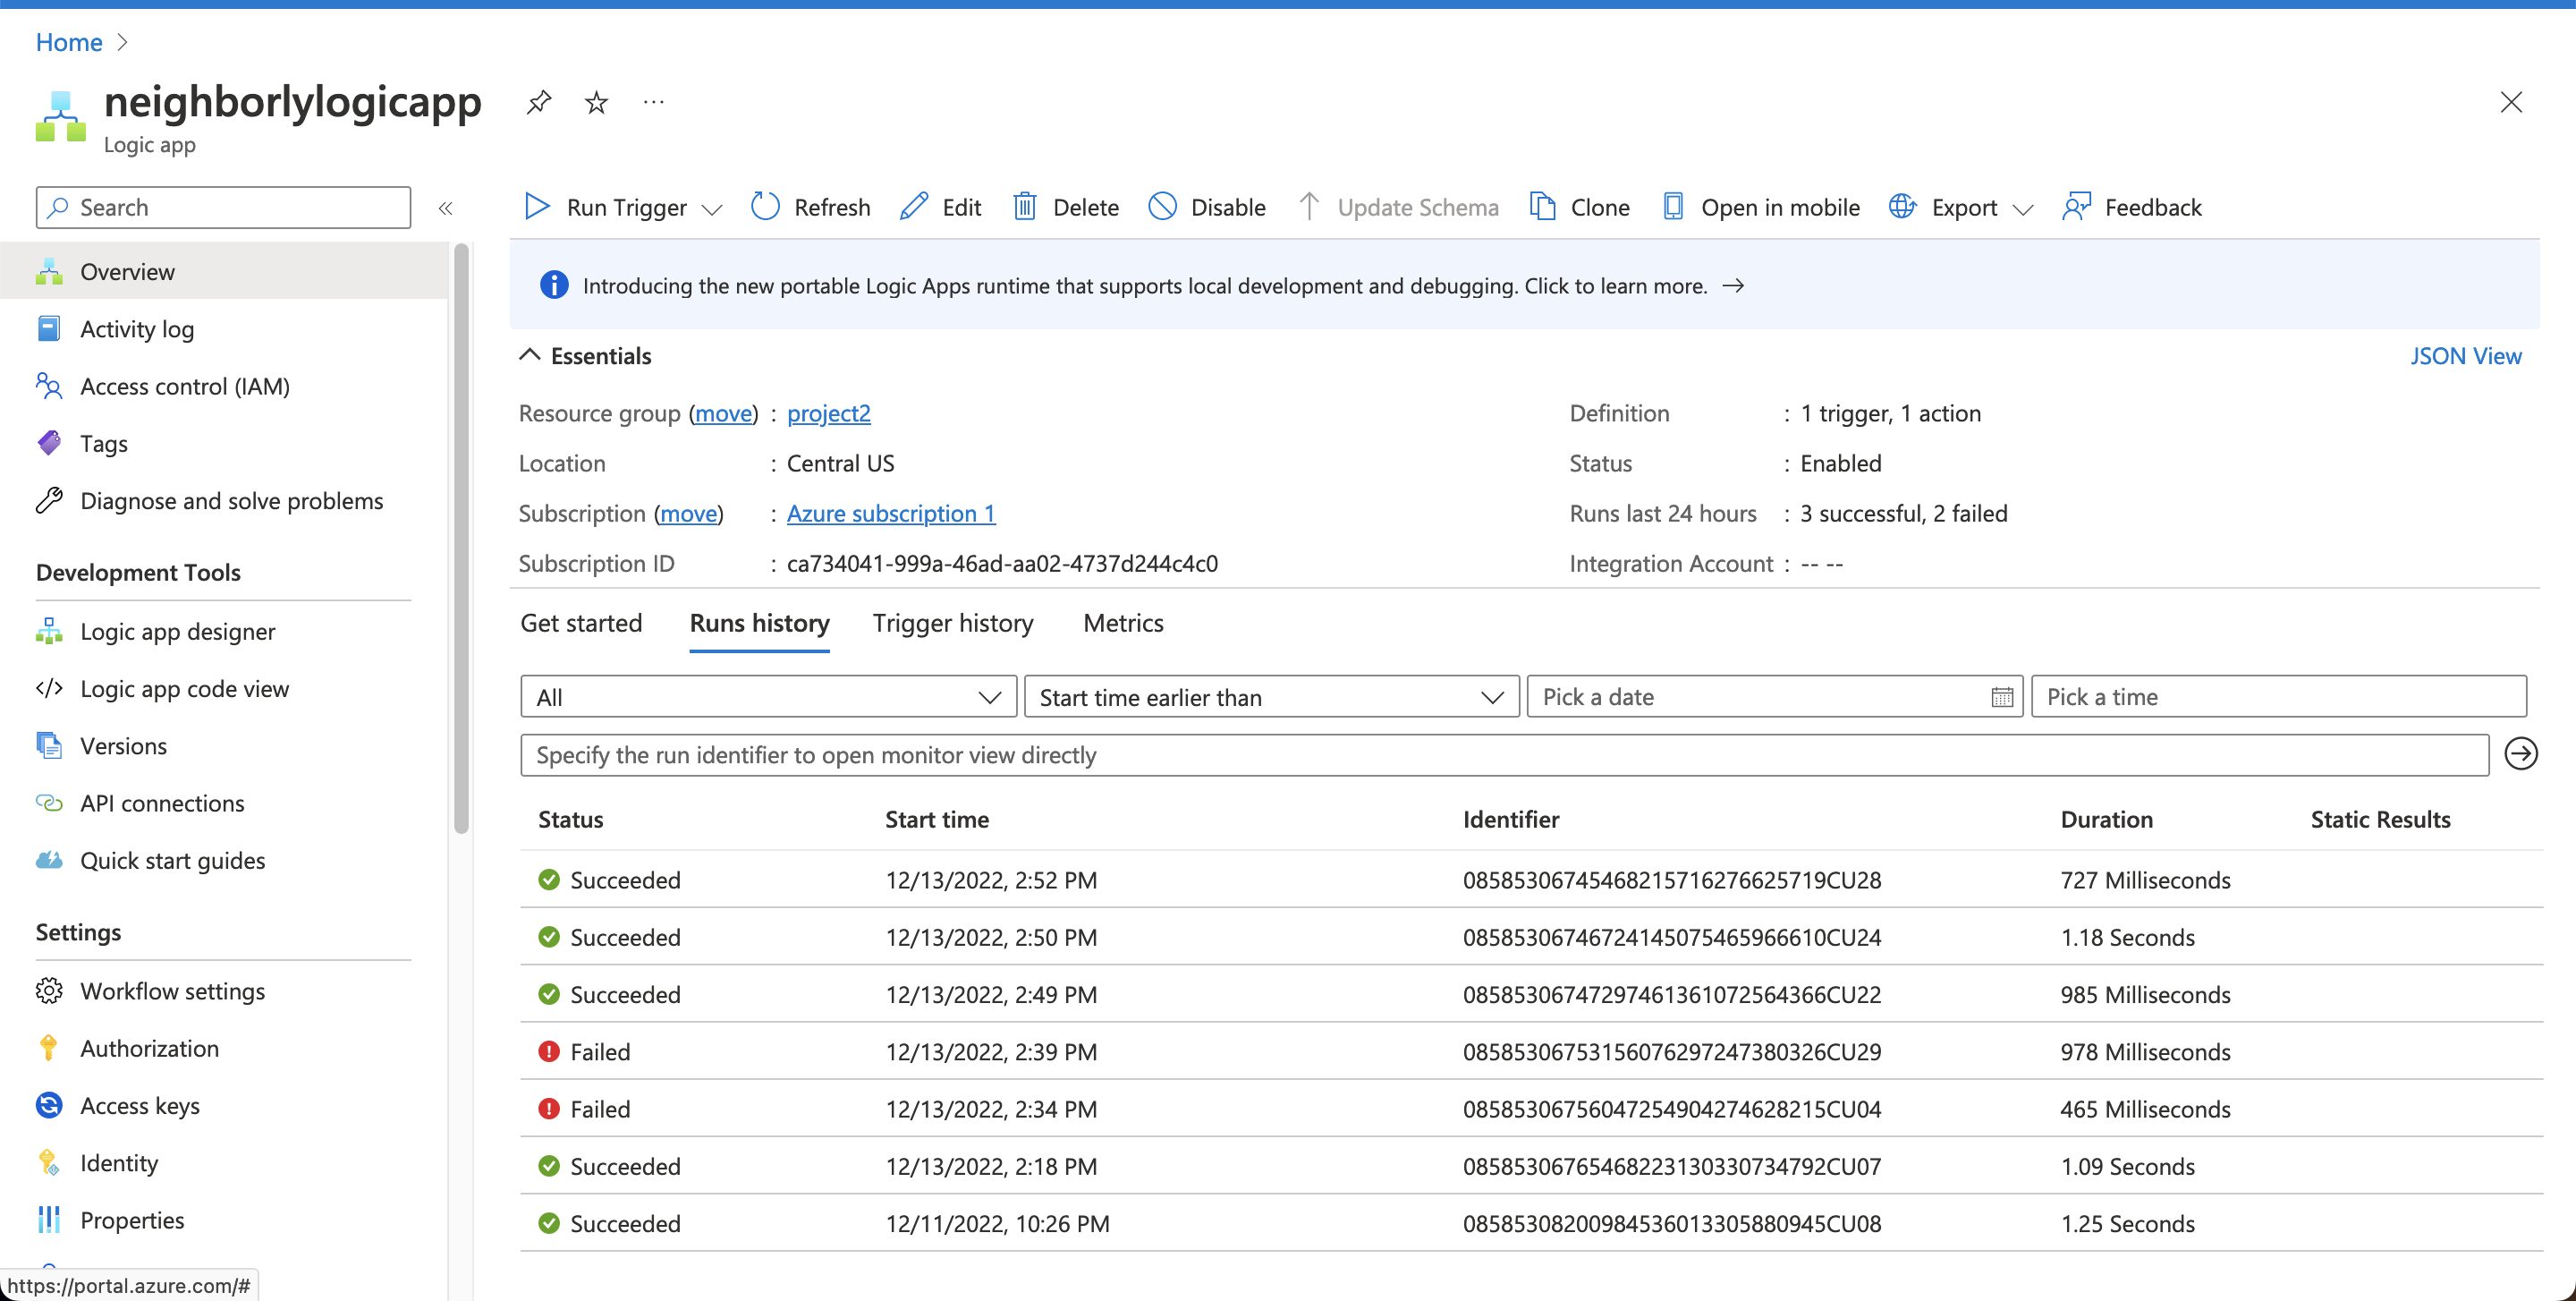 Home
neighborlylogicapp
Logic app
Search
Run Trigger Refresh Edit Delete Disable Update Schema Clone Open in mobile Export Feedback
Overview
Activity log
Access control (IAM)
Tags
Diagnose and solve problems
Development Tools
Logic app designer
Logic app code view
Versions
API connections
Quick start guides
Settings
Workflow settings
Authorization
Access keys
Identity
Properties
https://portal.azure.com/#
Introducing the new portable Logic Apps runtime that supports local development and debugging. Click to learn more.
Essentials JSON View
Resource group (move) : project2
Location : Central US
Subscription (move) : Azure subscription 1
Subscription ID : ca734041-999a-46ad-aa02-4737d244c4c0
Definition : 1 trigger, 1 action
Status : Enabled
Runs last 24 hours : 3 successful, 2 failed
Integration Account : -- --
Get started Runs history Trigger history Metrics
All Start time earlier than Pick a date Pick a time
Specify the run identifier to open monitor view directly
Status Start time Identifier Duration Static Results
Succeeded 12/13/2022, 2:52 PM 08585306745468215716276625719CU28 727 Milliseconds
Succeeded 12/13/2022, 2:50 PM 08585306746724145075465966610CU24 1.18 Seconds
Succeeded 12/13/2022, 2:49 PM 08585306747297461361072564366CU22 985 Milliseconds
Failed 12/13/2022, 2:39 PM 08585306753156076297247380326CU29 978 Milliseconds
Failed 12/13/2022, 2:34 PM 08585306756047254904274628215CU04 465 Milliseconds
Succeeded 12/13/2022, 2:18 PM 08585306765468223130330734792CU07 1.09 Seconds
Succeeded 12/11/2022, 10:26 PM 08585308200984536013305880945CU08 1.25 Seconds